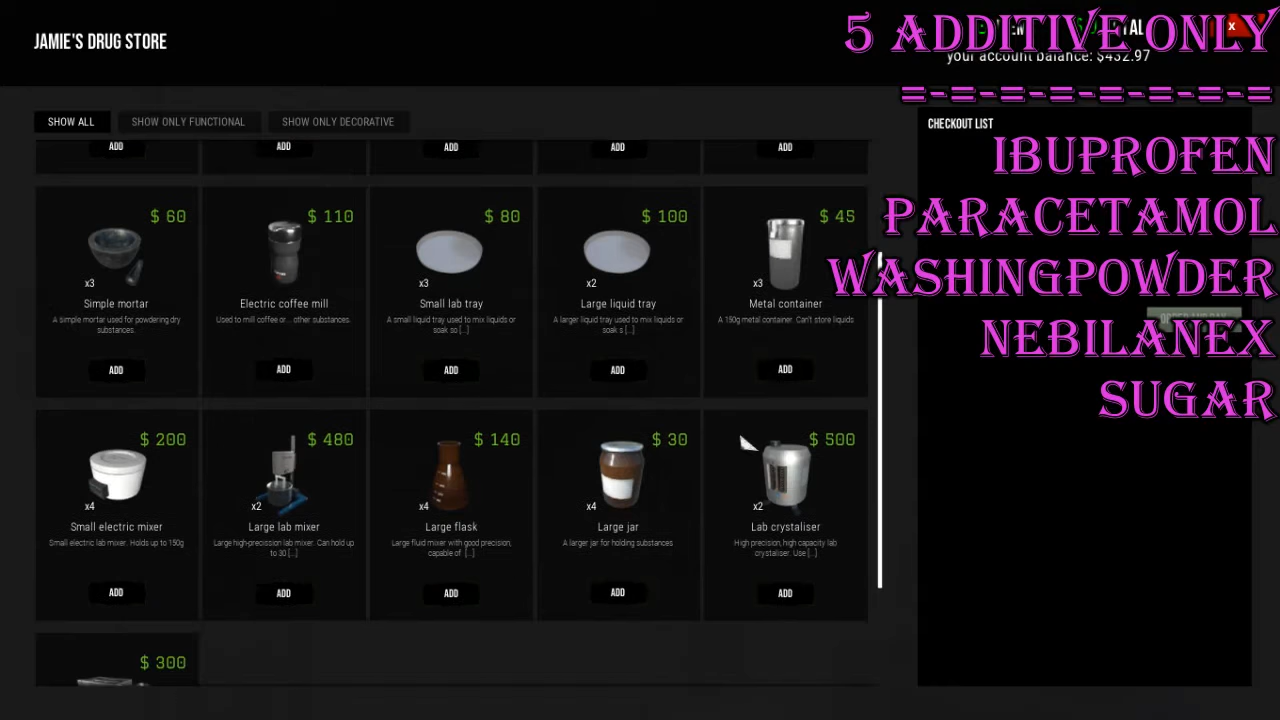 JAMIE'S DRUG STORE
5 ADDITIVE ONLY
your account balance: $432.97
=-=-=-=-=-=-=-=
SHOW ALL
SHOW ONLY FUNCTIONAL
SHOW ONLY DECORATIVE
CHECKOUT LIST
IBUPROFEN
PARACETAMOL
WASHINGPOWDER
NEBILANEX
SUGAR
ADD
ADD
ADD
ADD
ADD
$ 60
x3
Simple mortar
A simple mortar used for powdering dry
substances.
ADD
$ 110
Electric coffee mill
Used to mill coffee or... other substances.
ADD
$ 80
x3
Small lab tray
A small liquid tray used to mix liquids or
soak so [...]
ADD
$ 100
x2
Large liquid tray
A larger liquid tray used to mix liquids or
soak s [...]
ADD
$ 45
x3
Metal container
A 150g metal container. Can't store liquids
ADD
$ 200
x4
Small electric mixer
Small electric lab mixer. Holds up to 150g
ADD
$ 480
x2
Large lab mixer
Large high-precission lab mixer. Can hold up
to 30 [...]
ADD
$ 140
x4
Large flask
Large fluid mixer with good precision,
capable of [...]
ADD
$ 30
x4
Large jar
A larger jar for holding substances
ADD
$ 500
x2
Lab crystaliser
High precision, high capacity lab
crystaliser. Use [...]
ADD
$ 300
x